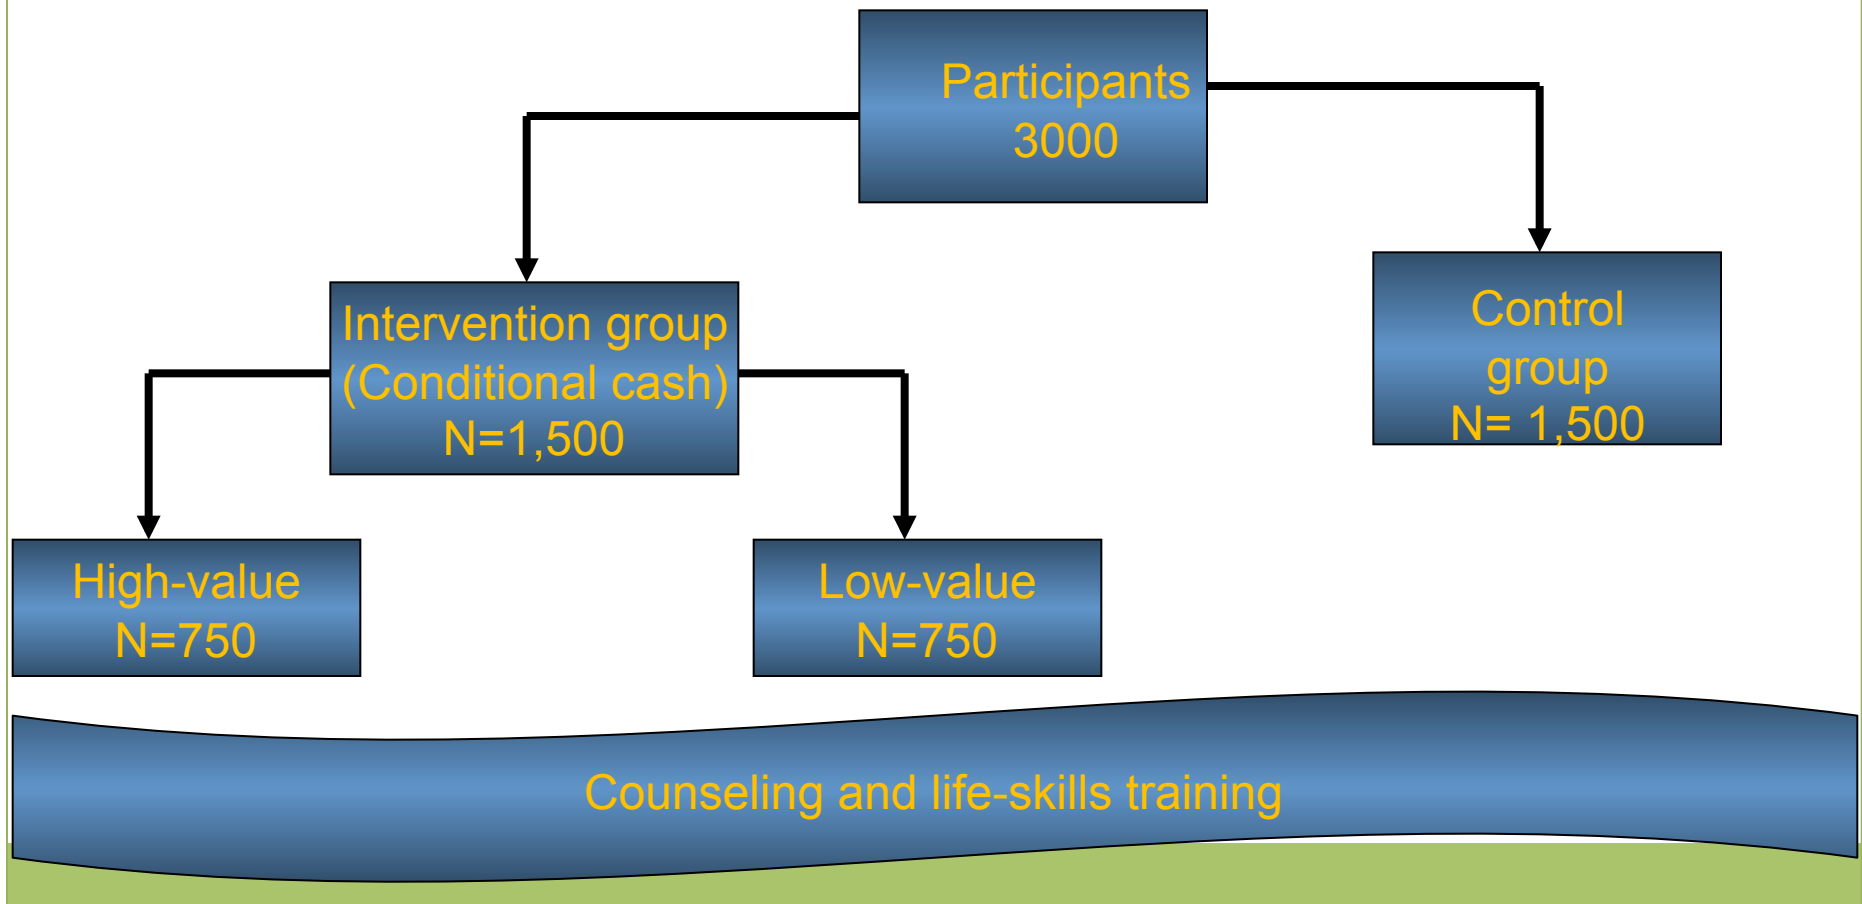 Participants
3000
Intervention group
(Conditional cash)
N=1,500
Control
group
N= 1,500
High-value
N=750
Low-value
N=750
Counseling and life-skills training